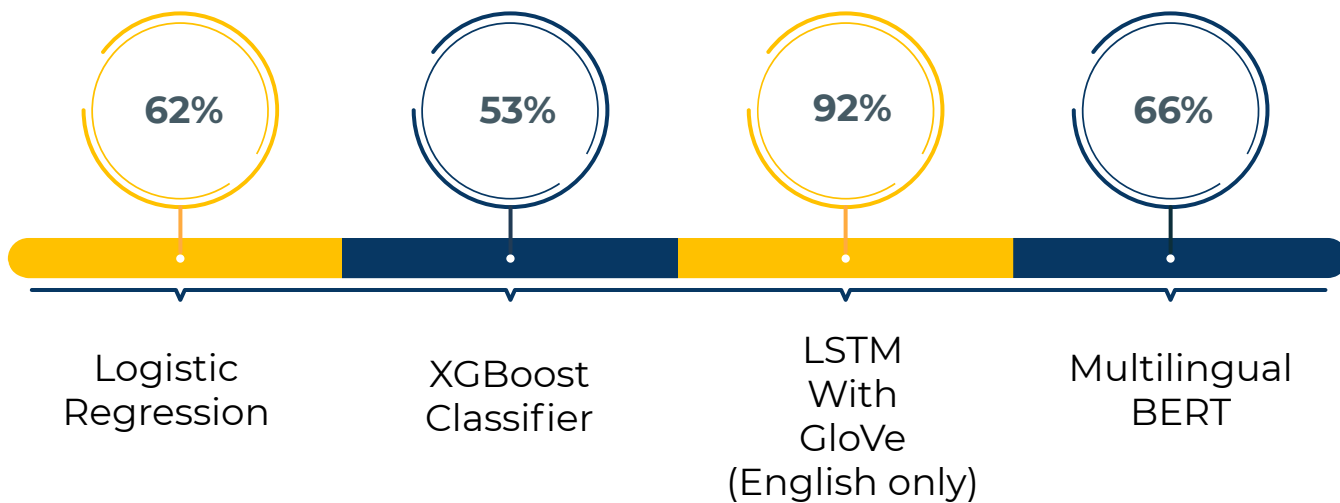 62%
53%
92%
66%
Logistic
Regression
XGBoost
Classifier
LSTM
With
GloVe
(English only)
Multilingual
BERT